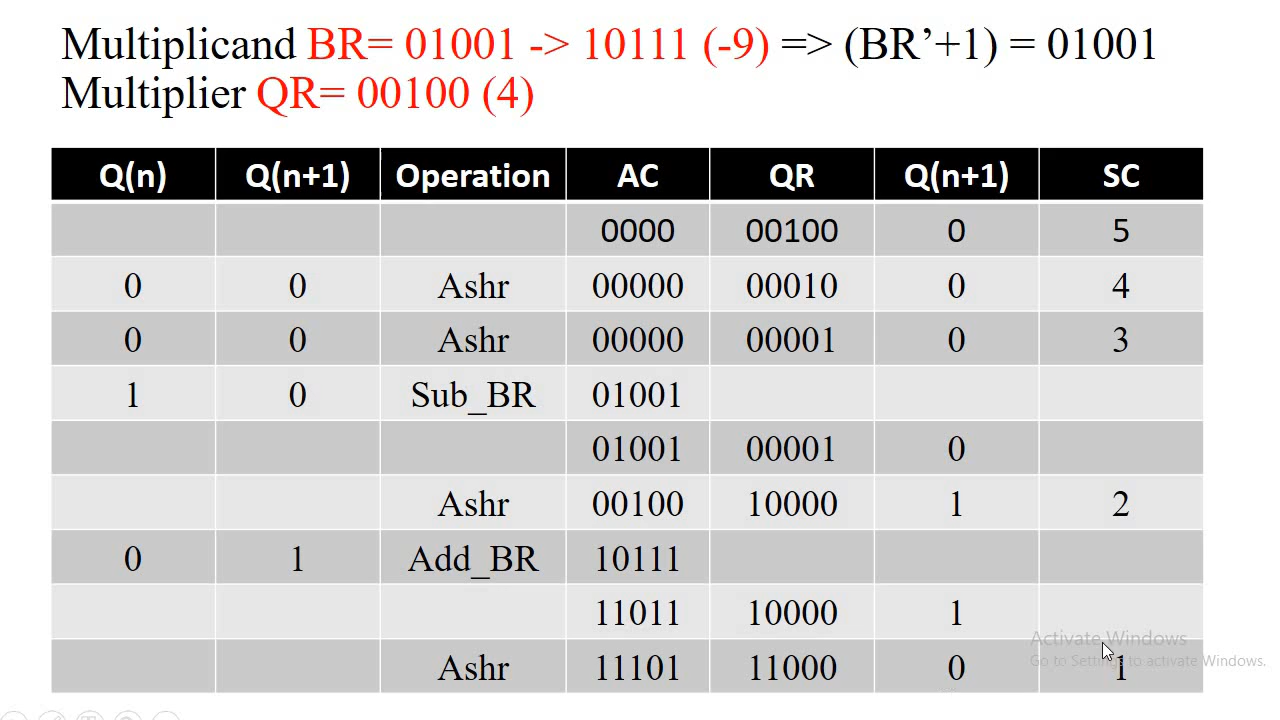 Multiplicand BR= 01001 -> 10111 (-9) => (BR’+1) = 01001
Multiplier QR= 00100 (4)
Q(n) Q(n+1) Operation AC QR Q(n+1) SC
0000 00100 0 5
0 0 Ashr 00000 00010 0 4
0 0 Ashr 00000 00001 0 3
1 0 Sub_BR 01001
01001 00001 0
Ashr 00100 10000 1 2
0 1 Add_BR 10111
11011 10000 1
Activate Windows
Go to Settings to activate Windows.
Ashr 11101 11000 0 1